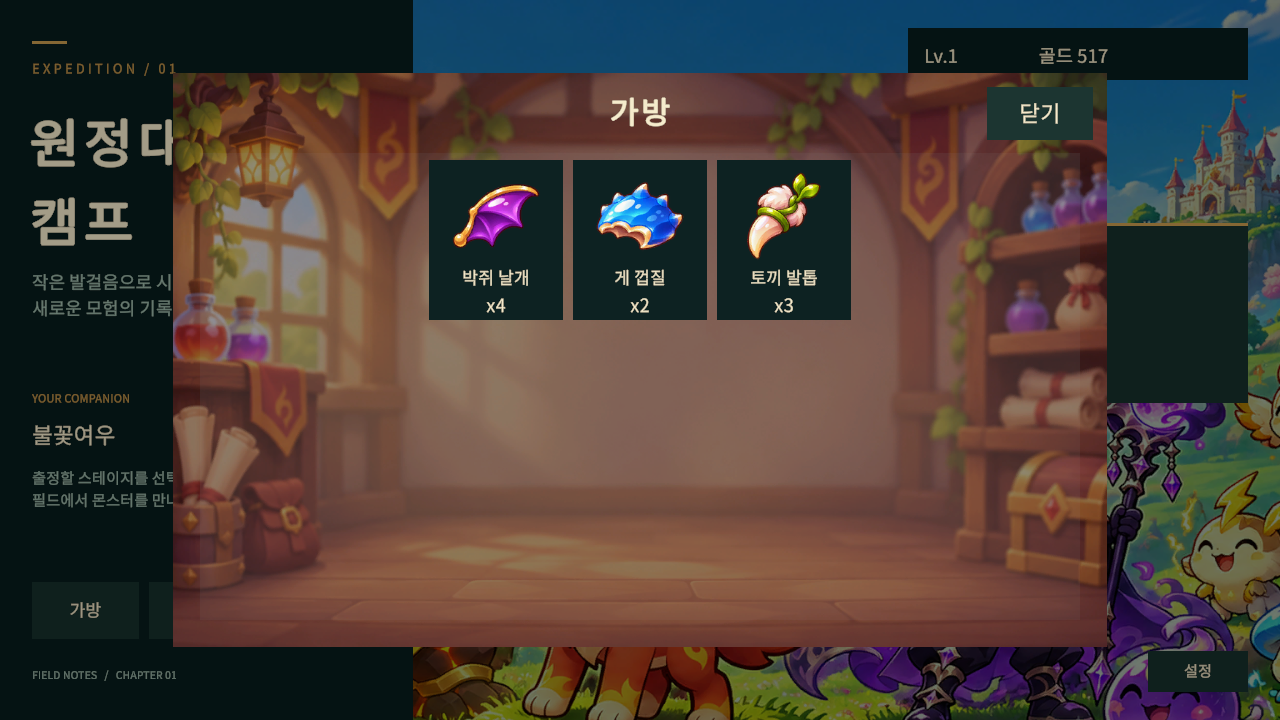 EXPEDITION / 01
Lv.1
골드 517
원정대
캠프
작은 발걸음으로 시
새로운 모험의 기록
YOUR COMPANION
불꽃여우
출정할 스테이지를 선택
필드에서 몬스터를 만나
가방
FIELD NOTES / CHAPTER 01
가방
닫기
박쥐 날개
x4
게 껍질
x2
토끼 발톱
x3
설정